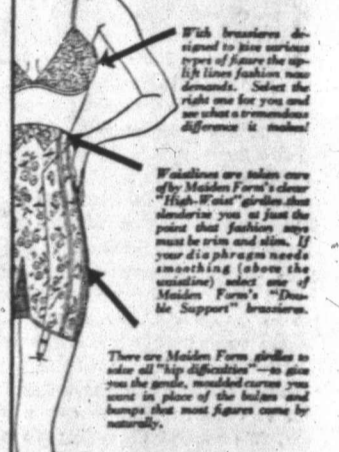 With brassieres de-
signed to give various
types of figure the up-
lift lines fashion now
demands. Select the
right one for you and
see what a tremendous
difference it makes!
Waistlines are taken care
of by Maiden Form's clever
"High-Waist" girdles that
slenderize you at just the
point that fashion says
must be trim and slim. If
your diaphragm needs
smoothing (above the
waistline) select one of
Maiden Form's "Dou-
ble Support" brassieres.
There are Maiden Form girdles to
solve all "hip difficulties"—to give
you the gentle, moulded curves you
want in place of the bulges and
bumps that most figures come by
naturally.